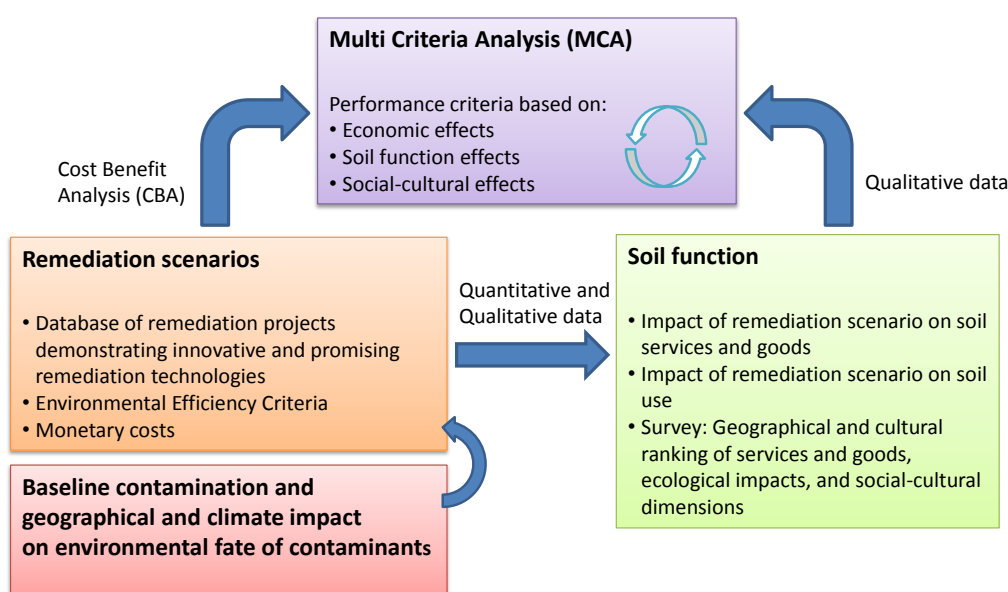 Multi Criteria Analysis (MCA)
Performance criteria based on:
• Economic effects
• Soil function effects
• Social-cultural effects
Cost Benefit
Analysis (CBA)
Qualitative data
Remediation scenarios
• Database of remediation projects
demonstrating innovative and promising
remediation technologies
• Environmental Efficiency Criteria
• Monetary costs
Quantitative and
Qualitative data
Soil function
• Impact of remediation scenario on soil
services and goods
• Impact of remediation scenario on soil
use
• Survey: Geographical and cultural
ranking of services and goods,
ecological impacts, and social-cultural
dimensions
Baseline contamination and
geographical and climate impact
on environmental fate of contaminants